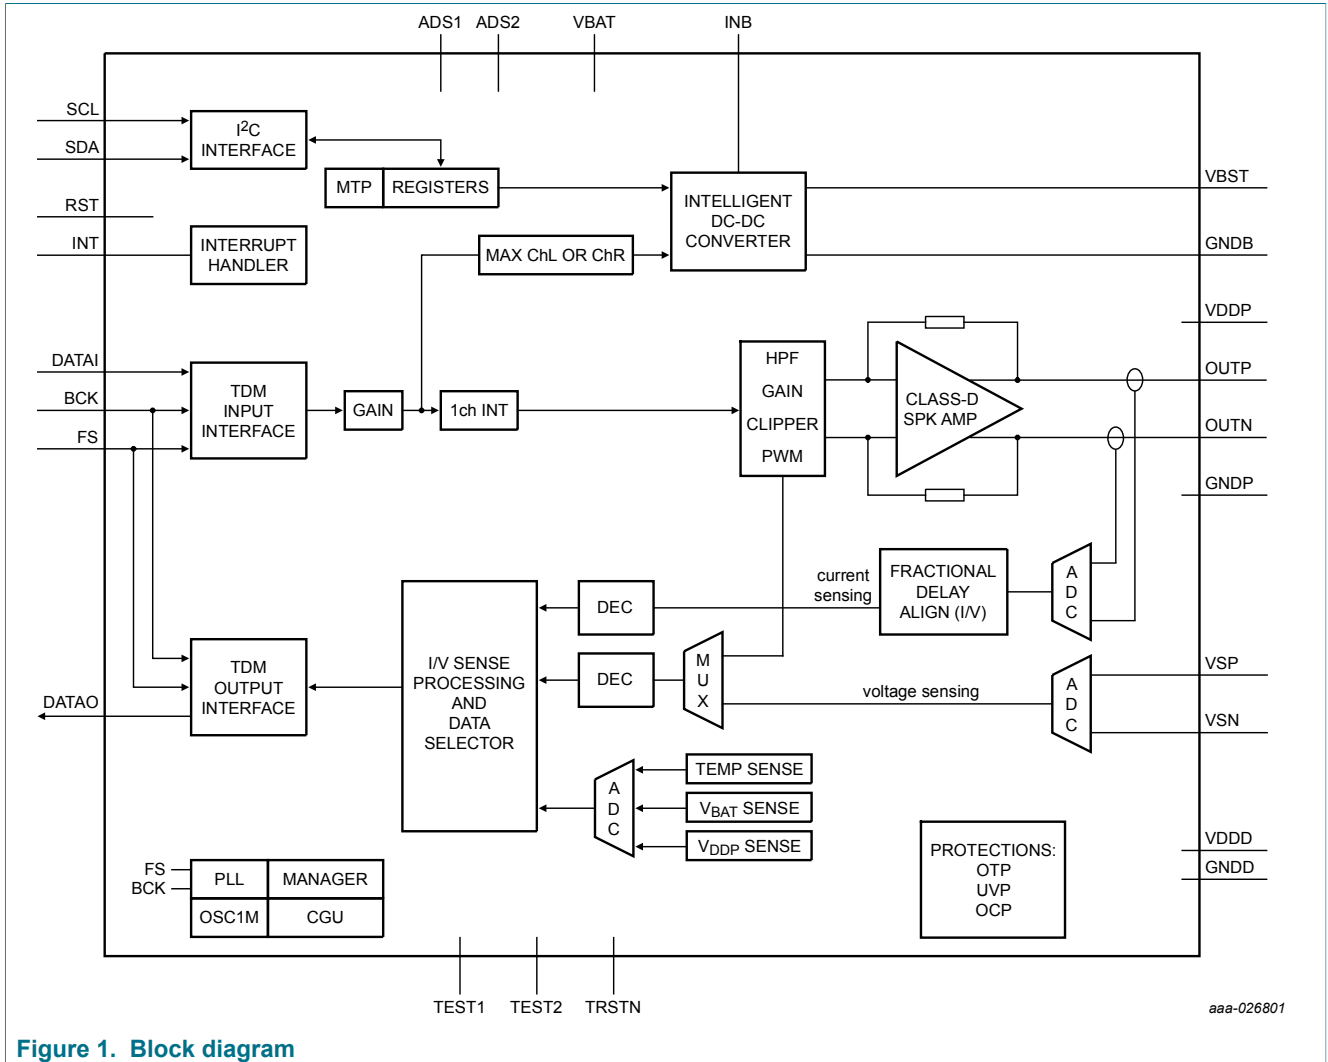 ADS1 ADS2 VBAT INB
SCL
SDA
I2C
INTERFACE
MTP REGISTERS
RST
INT
INTERRUPT
HANDLER
MAX ChL OR ChR
INTELLIGENT
DC-DC
CONVERTER
VBST
GNDB
VDDP
DATAI
BCK
FS
TDM
INPUT
INTERFACE
GAIN
1ch INT
HPF
GAIN
CLIPPER
PWM
CLASS-D
SPK AMP
OUTP
OUTN
GNDP
current
sensing
FRACTIONAL
DELAY
ALIGN (I/V)
ADC
DEC
DEC
MUX
voltage sensing
ADC
VSP
VSN
I/V SENSE
PROCESSING
AND
DATA
SELECTOR
TDM
OUTPUT
INTERFACE
DATAO
ADC
TEMP SENSE
VBAT SENSE
VDDP SENSE
PROTECTIONS:
OTP
UVP
OCP
VDDD
GNDD
FS
BCK
PLL MANAGER
OSC1M CGU
TEST1 TEST2 TRSTN
aaa-026801
Figure 1. Block diagram